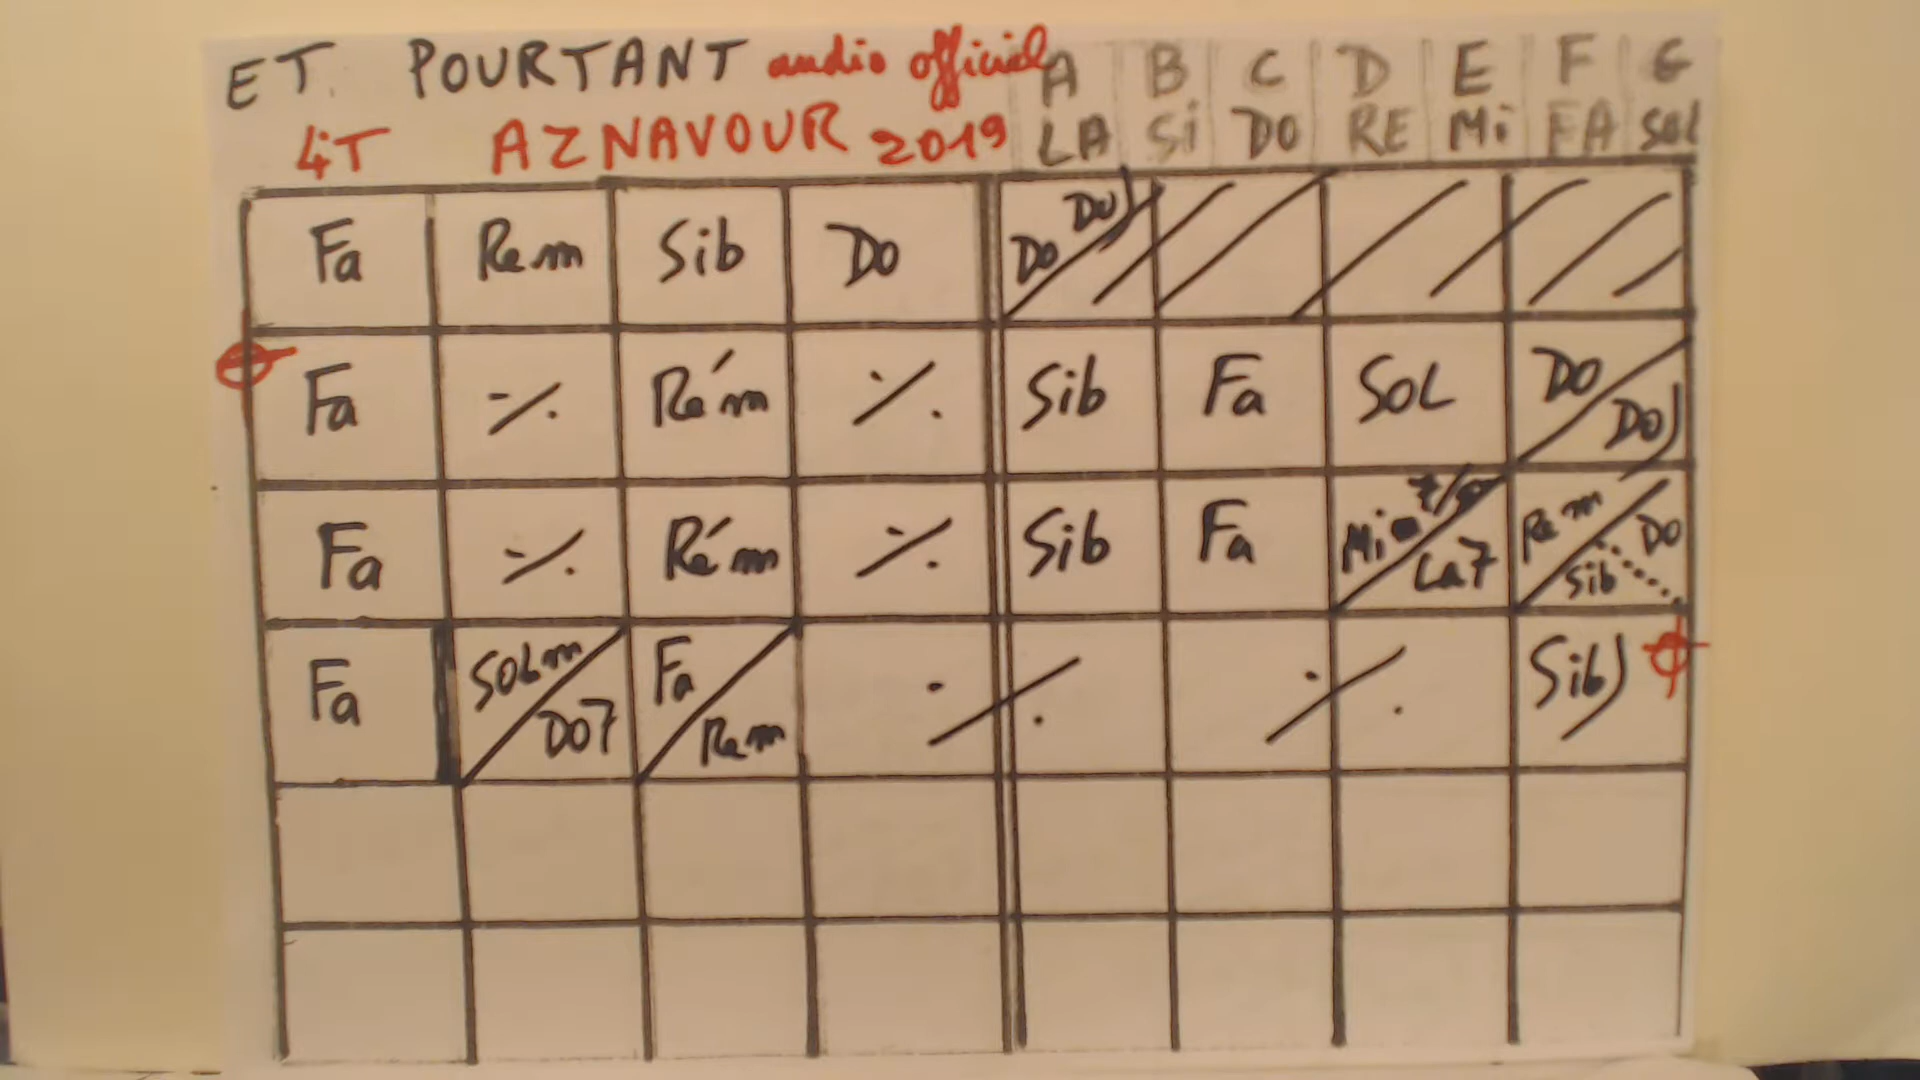 ET. POURTANT audio officiel A B C D E F G
4T AZNAVOUR 2019 LA Si DO RE Mi FA SOL
Fa Rem Sib Do Do Do)
Fa ⁒ Rém ⁒ Sib Fa SOL DO Do)
Fa ⁒ Rém ⁒ Sib Fa Mi La7 Rem Sib Do
Fa SOLm DO7 Fa Rem ⁒ ⁒ Sib)